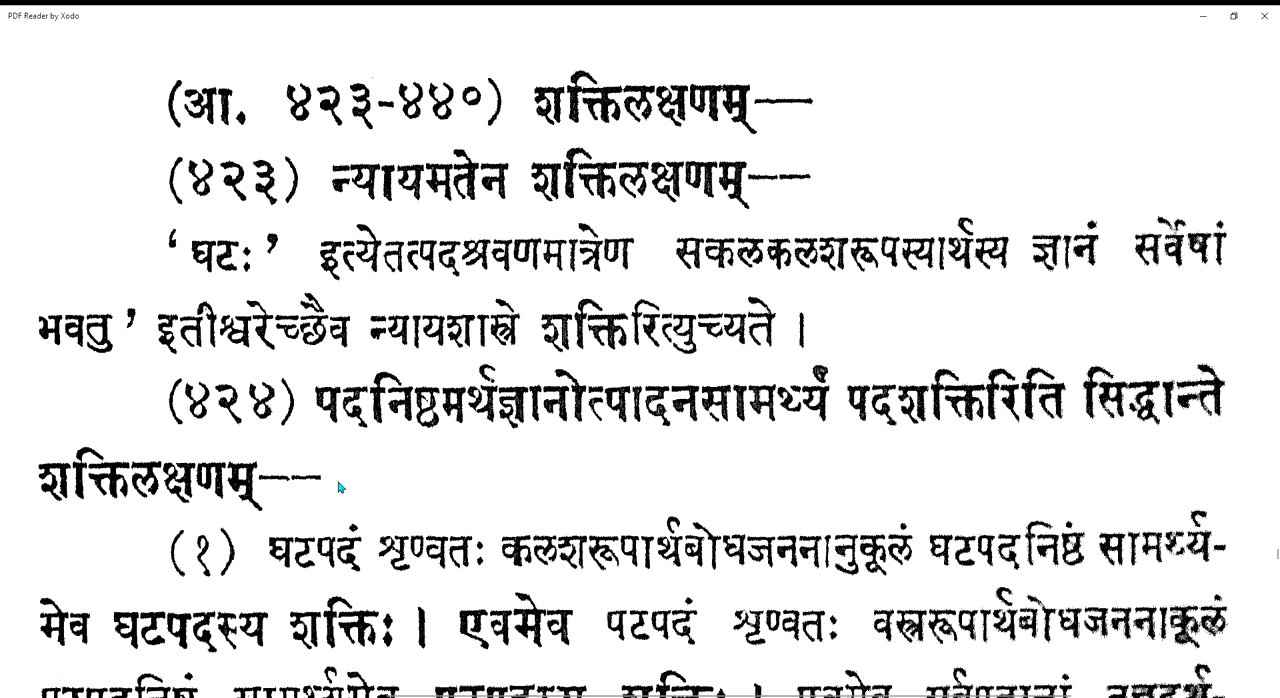 PDF Reader by Xodo
(आ. ४२३-४४०) शक्तिलक्षणम्——
(४२३) न्यायमतेन शक्तिलक्षणम्——
‘घटः’ इत्येतत्पदश्रवणमात्रेण सकलकलशरूपस्यार्थस्य ज्ञानं सर्वेषां
भवतु’ इतीश्वरेच्छैव न्यायशास्त्रे शक्तिरित्युच्यते ।
(४२४) पदनिष्ठमर्थज्ञानोत्पादनसामर्थ्यं पदशक्तिरिति सिद्धान्ते
शक्तिलक्षणम्——
(१) घटपदं शृण्वतः कलशरूपार्थबोधजननानुकूलं घटपदनिष्ठं सामर्थ्य-
मेव घटपदस्य शक्तिः । एवमेव पटपदं शृण्वतः वस्त्ररूपार्थबोधजननाकूलं